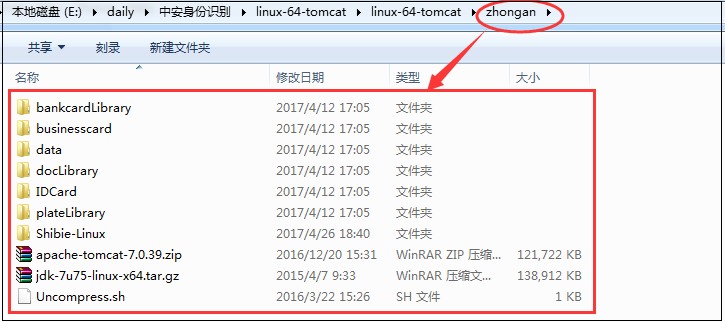 本地磁盘 (E:) ▸ daily ▸ 中安身份识别 ▸ linux-64-tomcat ▸ linux-64-tomcat ▸ zhongan ▸
共享 刻录 新建文件夹
名称 修改日期 类型 大小
bankcardLibrary 2017/4/12 17:05 文件夹
businesscard 2017/4/12 17:05 文件夹
data 2017/4/12 17:05 文件夹
docLibrary 2017/4/12 17:05 文件夹
IDCard 2017/4/12 17:05 文件夹
plateLibrary 2017/4/12 17:05 文件夹
Shibie-Linux 2017/4/26 18:40 文件夹
apache-tomcat-7.0.39.zip 2016/12/20 15:31 WinRAR ZIP 压缩... 121,722 KB
jdk-7u75-linux-x64.tar.gz 2015/4/7 9:33 WinRAR 压缩文... 138,912 KB
Uncompress.sh 2016/3/22 15:26 SH 文件 1 KB